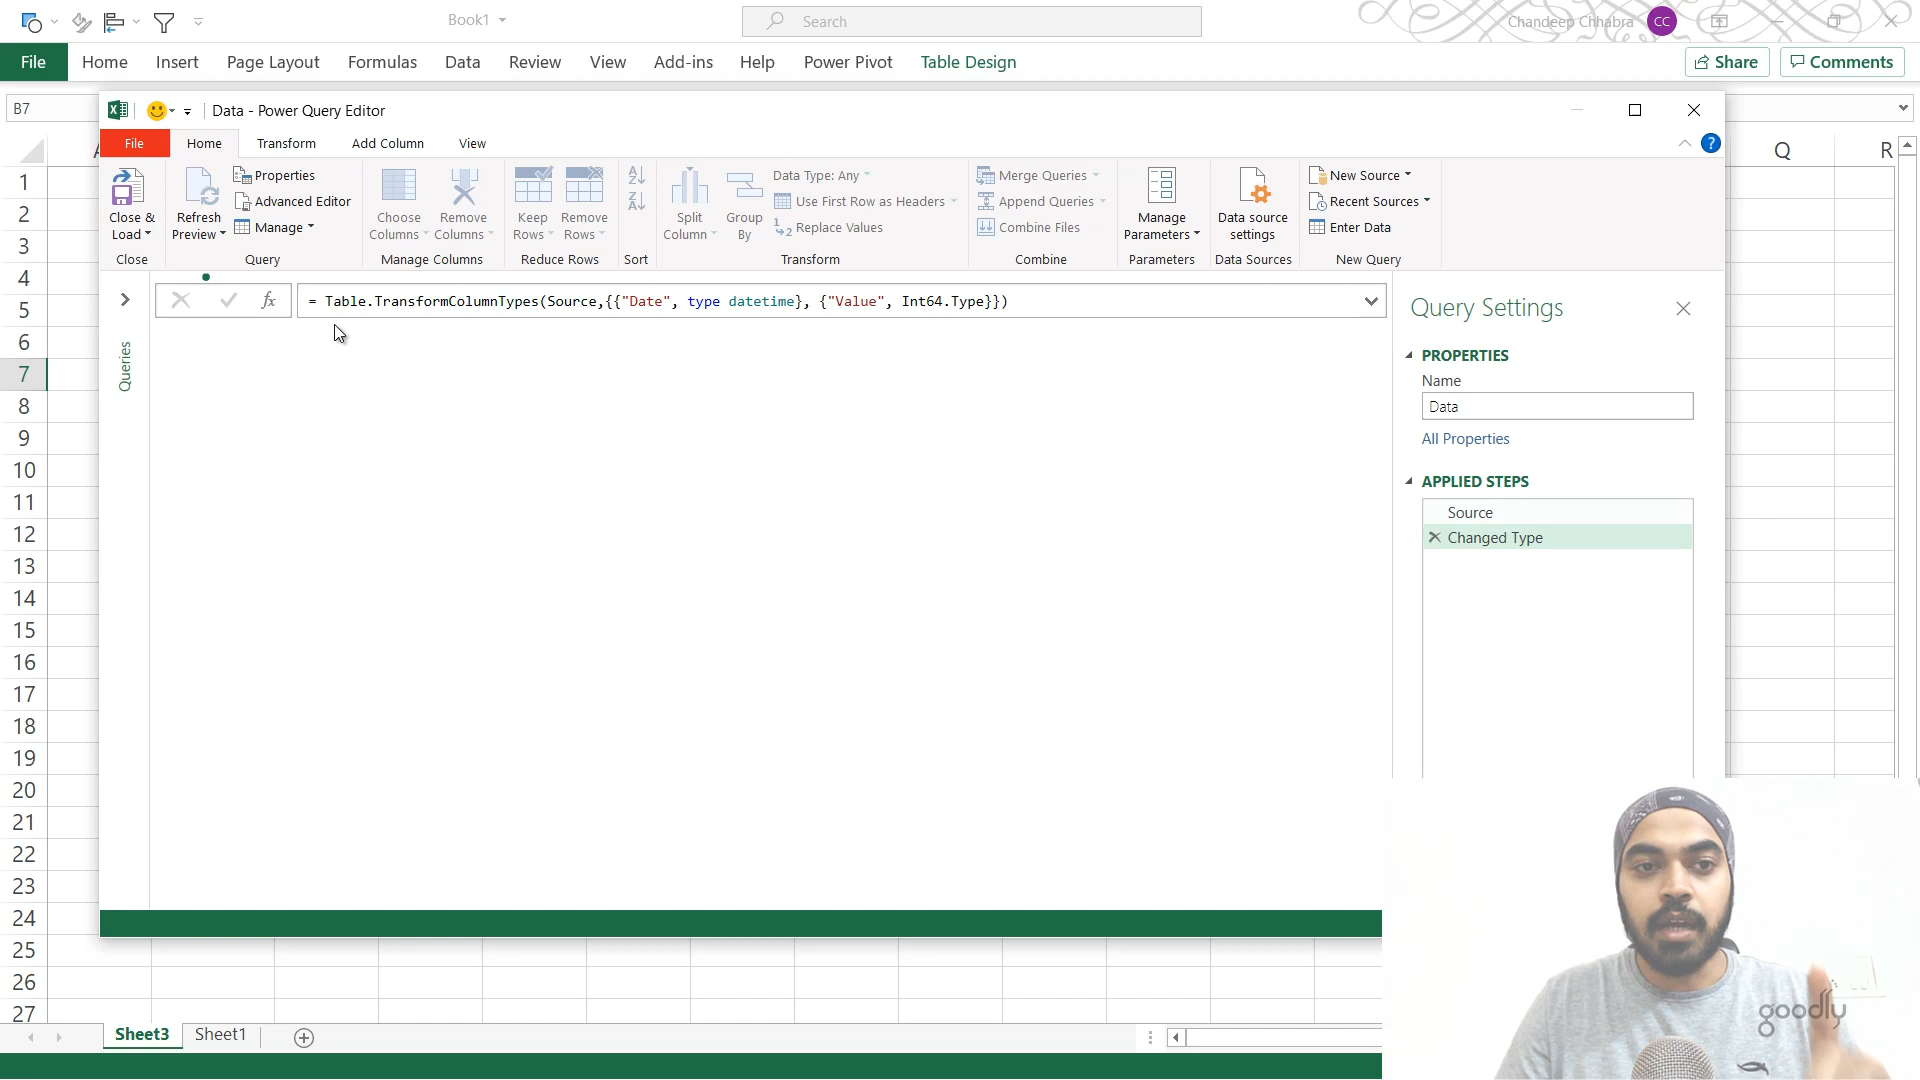 Book1
Search
Chandeep Chhabra
CC
File Home Insert Page Layout Formulas Data Review View Add-ins Help Power Pivot Table Design
Share
Comments
B7
Data - Power Query Editor
File Home Transform Add Column View
?
Close &
Load
Close
Refresh
Preview
Properties
Advanced Editor
Manage
Query
Choose
Columns
Remove
Columns
Manage Columns
Keep
Rows
Remove
Rows
Reduce Rows
Sort
Split
Column
Group
By
Data Type: Any
Use First Row as Headers
Replace Values
Transform
Merge Queries
Append Queries
Combine Files
Combine
Manage
Parameters
Parameters
Data source
settings
Data Sources
New Source
Recent Sources
Enter Data
New Query
fx
= Table.TransformColumnTypes(Source,{{"Date", type datetime}, {"Value", Int64.Type}})
Queries
Query Settings
PROPERTIES
Name
Data
All Properties
APPLIED STEPS
Source
Changed Type
A
Q
R
1
2
3
4
5
6
7
8
9
10
11
12
13
14
15
16
17
18
19
20
21
22
23
24
25
26
27
Sheet3 Sheet1
goodly